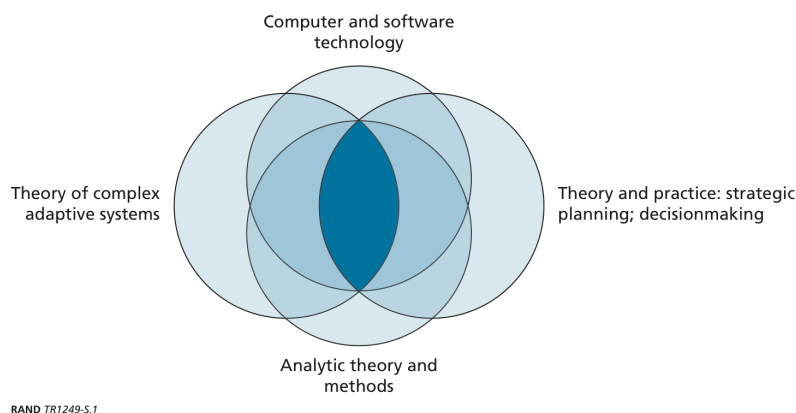 Computer and software
technology
Theory of complex
adaptive systems
Theory and practice: strategic
planning; decisionmaking
Analytic theory and
methods
RAND TR1249-S.1